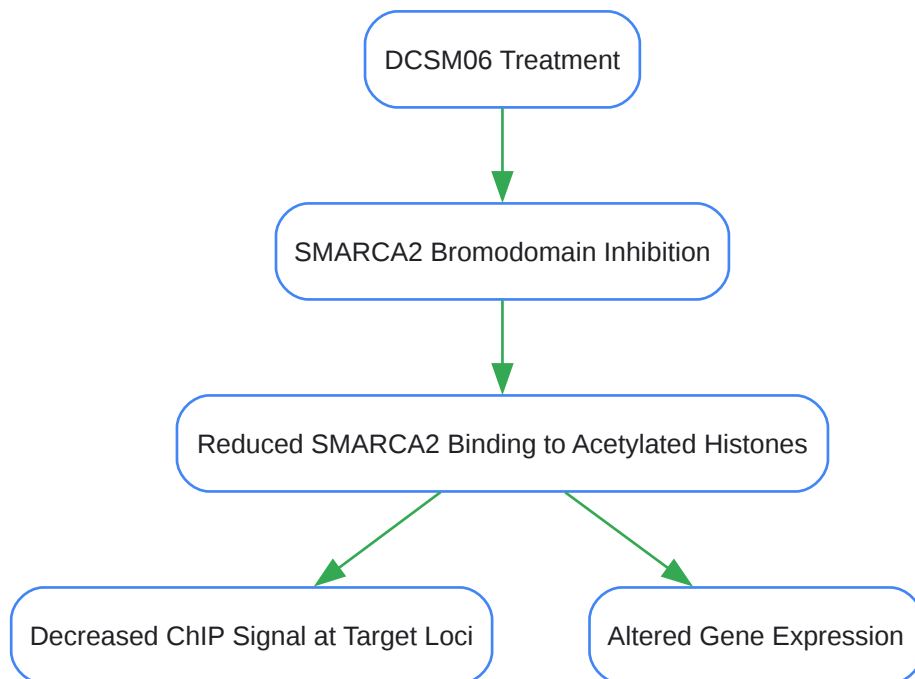 DCSM06 Treatment
SMARCA2 Bromodomain Inhibition
Reduced SMARCA2 Binding to Acetylated Histones
Decreased ChIP Signal at Target Loci
Altered Gene Expression